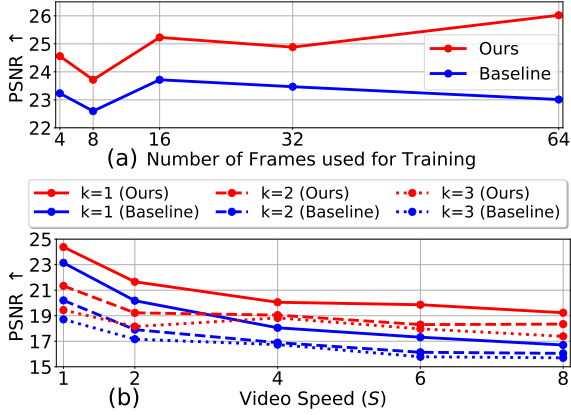 26
25
24
23
22
PSNR ↑
Ours
Baseline
4 8 16 32 64
(a) Number of Frames used for Training
k=1 (Ours) k=2 (Ours) k=3 (Ours)
k=1 (Baseline) k=2 (Baseline) k=3 (Baseline)
25
23
21
19
17
15
PSNR ↑
1 2 4 6 8
(b) Video Speed (S)